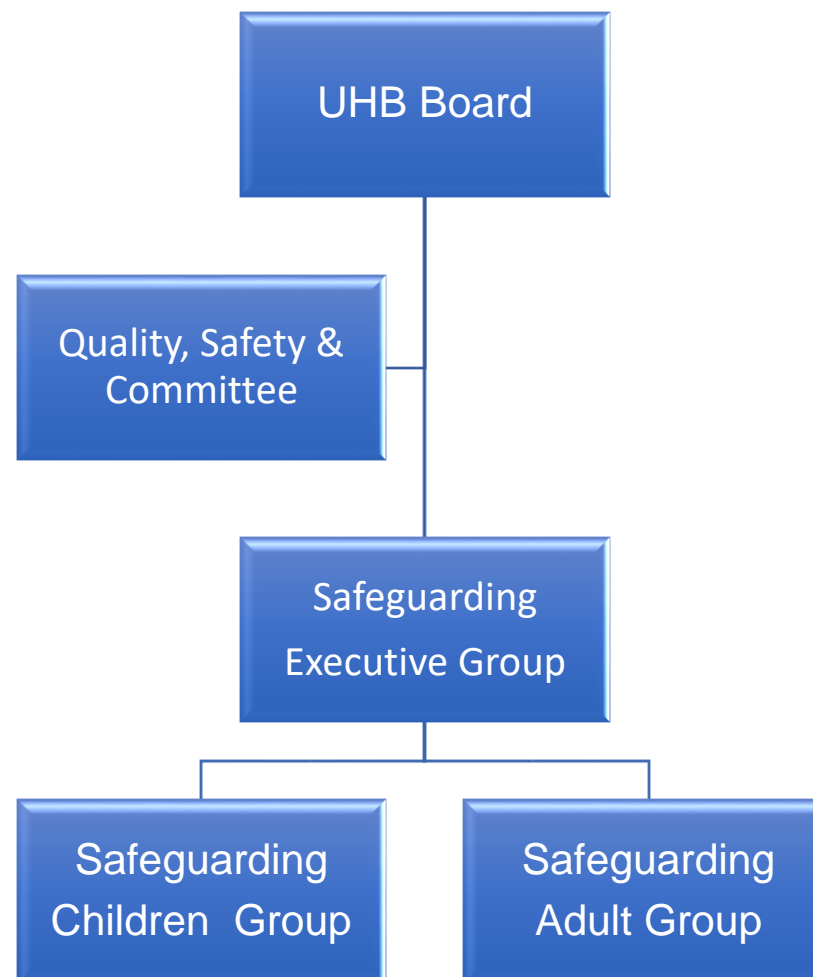 UHB Board
Quality, Safety &
Committee
Safeguarding
Executive Group
Safeguarding
Children  Group
Safeguarding
Adult Group